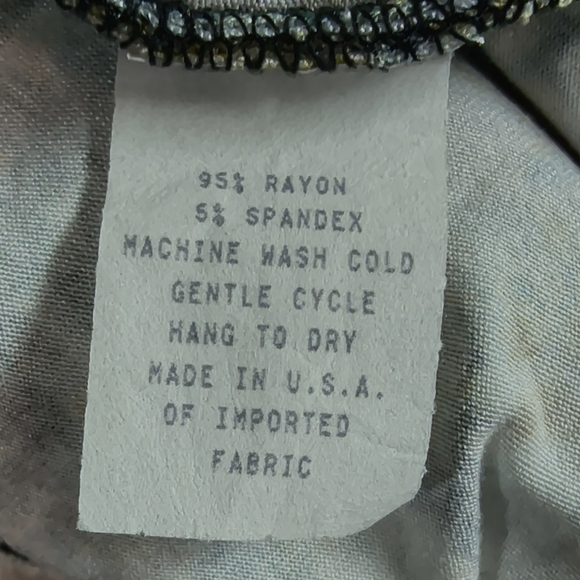 95% RAYON
5% SPANDEX
MACHINE WASH COLD
GENTLE CYCLE
HANG TO DRY
MADE IN U.S.A.
OF IMPORTED
FABRIC